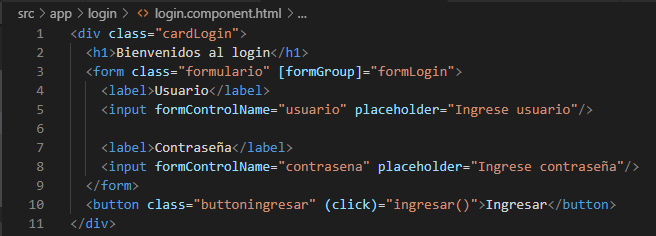 src > app > login > <> login.component.html > ...
1 <div class="cardLogin">
2   <h1>Bienvenidos al login</h1>
3   <form class="formulario" [formGroup]="formLogin">
4     <label>Usuario</label>
5     <input formControlName="usuario" placeholder="Ingrese usuario"/>
6
7     <label>Contraseña</label>
8     <input formControlName="contrasena" placeholder="Ingrese contraseña"/>
9   </form>
10   <button class="buttoningresar" (click)="ingresar()">Ingresar</button>
11 </div>